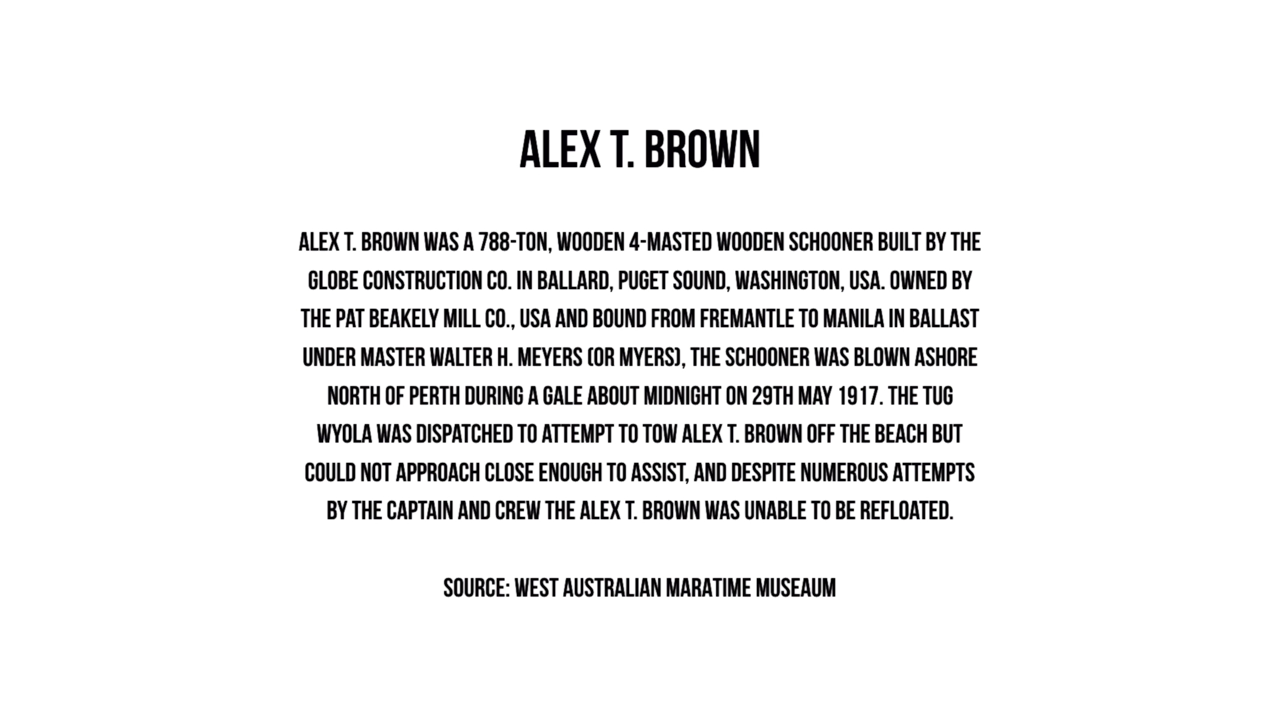 ALEX T. BROWN
ALEX T. BROWN WAS A 788-TON, WOODEN 4-MASTED WOODEN SCHOONER BUILT BY THE
GLOBE CONSTRUCTION CO. IN BALLARD, PUGET SOUND, WASHINGTON, USA. OWNED BY
THE PAT BEAKELY MILL CO., USA AND BOUND FROM FREMANTLE TO MANILA IN BALLAST
UNDER MASTER WALTER H. MEYERS (OR MYERS), THE SCHOONER WAS BLOWN ASHORE
NORTH OF PERTH DURING A GALE ABOUT MIDNIGHT ON 29TH MAY 1917. THE TUG
WYOLA WAS DISPATCHED TO ATTEMPT TO TOW ALEX T. BROWN OFF THE BEACH BUT
COULD NOT APPROACH CLOSE ENOUGH TO ASSIST, AND DESPITE NUMEROUS ATTEMPTS
BY THE CAPTAIN AND CREW THE ALEX T. BROWN WAS UNABLE TO BE REFLOATED.
SOURCE: WEST AUSTRALIAN MARATIME MUSEAUM